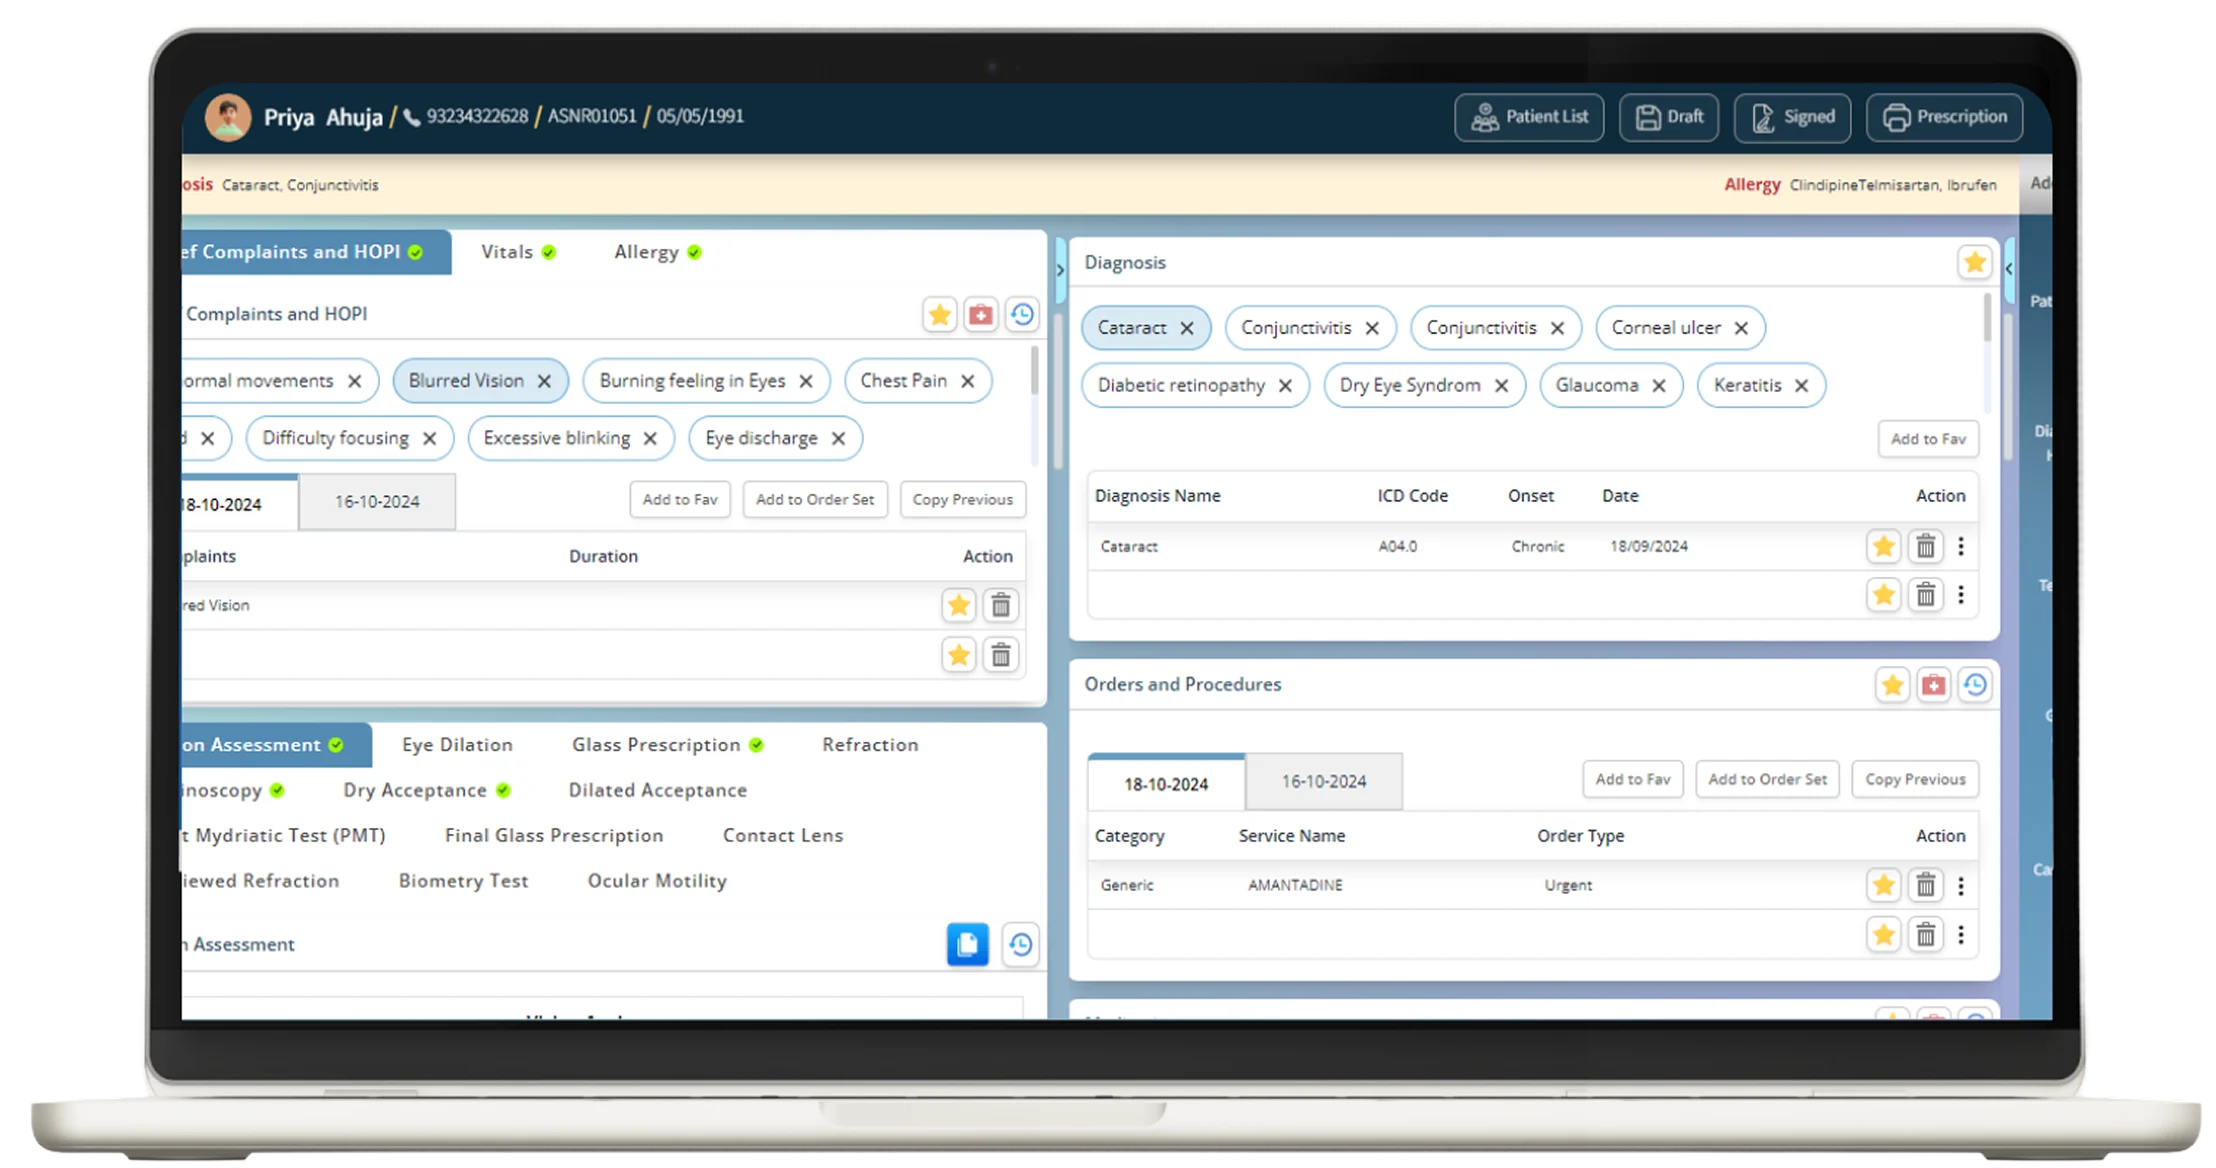 Priya Ahuja / 93234322628 / ASNR01051 / 05/05/1991
Patient List
Draft
Signed
Prescription
osis Cataract, Conjunctivitis
Allergy ClindipineTelmisartan, Ibrufen
Ad
ef Complaints and HOPI
Vitals
Allergy
Complaints and HOPI
ormal movements
Blurred Vision
Burning feeling in Eyes
Chest Pain
d
Difficulty focusing
Excessive blinking
Eye discharge
18-10-2024
16-10-2024
Add to Fav
Add to Order Set
Copy Previous
plaints
Duration
Action
red Vision
on Assessment
Eye Dilation
Glass Prescription
Refraction
inoscopy
Dry Acceptance
Dilated Acceptance
t Mydriatic Test (PMT)
Final Glass Prescription
Contact Lens
iewed Refraction
Biometry Test
Ocular Motility
n Assessment
Diagnosis
Cataract
Conjunctivitis
Conjunctivitis
Corneal ulcer
Diabetic retinopathy
Dry Eye Syndrom
Glaucoma
Keratitis
Add to Fav
Diagnosis Name
ICD Code
Onset
Date
Action
Cataract
A04.0
Chronic
18/09/2024
Orders and Procedures
18-10-2024
16-10-2024
Add to Fav
Add to Order Set
Copy Previous
Category
Service Name
Order Type
Action
Generic
AMANTADINE
Urgent
Pat
Dia
H
Te
G
Ca